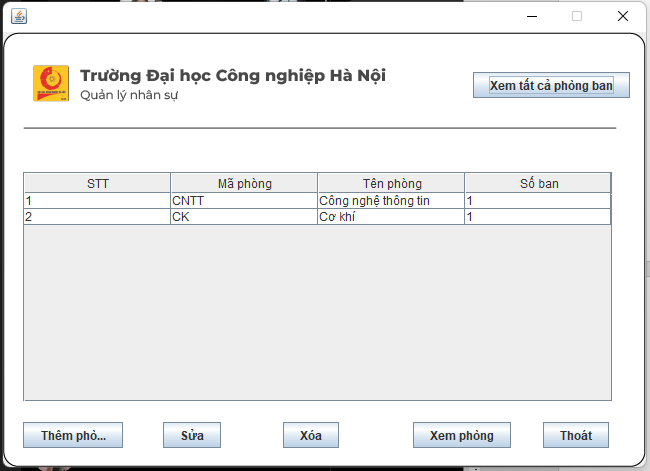 Trường Đại học Công nghiệp Hà Nội
Quản lý nhân sự
Xem tất cả phòng ban
STT Mã phòng Tên phòng Số ban
1 CNTT Công nghệ thông tin 1
2 CK Cơ khí 1
Thêm phò... Sửa Xóa Xem phòng Thoát